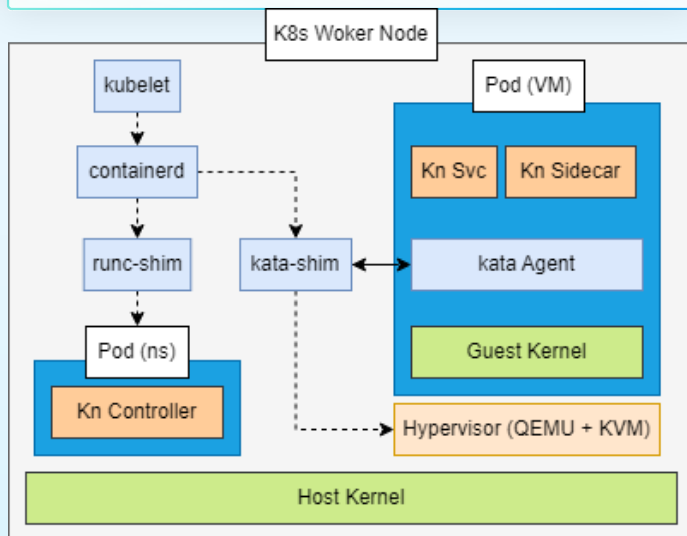 K8s Woker Node
kubelet
Pod (VM)
containerd
Kn Svc
Kn Sidecar
runc-shim
kata-shim
kata Agent
Pod (ns)
Guest Kernel
Kn Controller
Hypervisor (QEMU + KVM)
Host Kernel